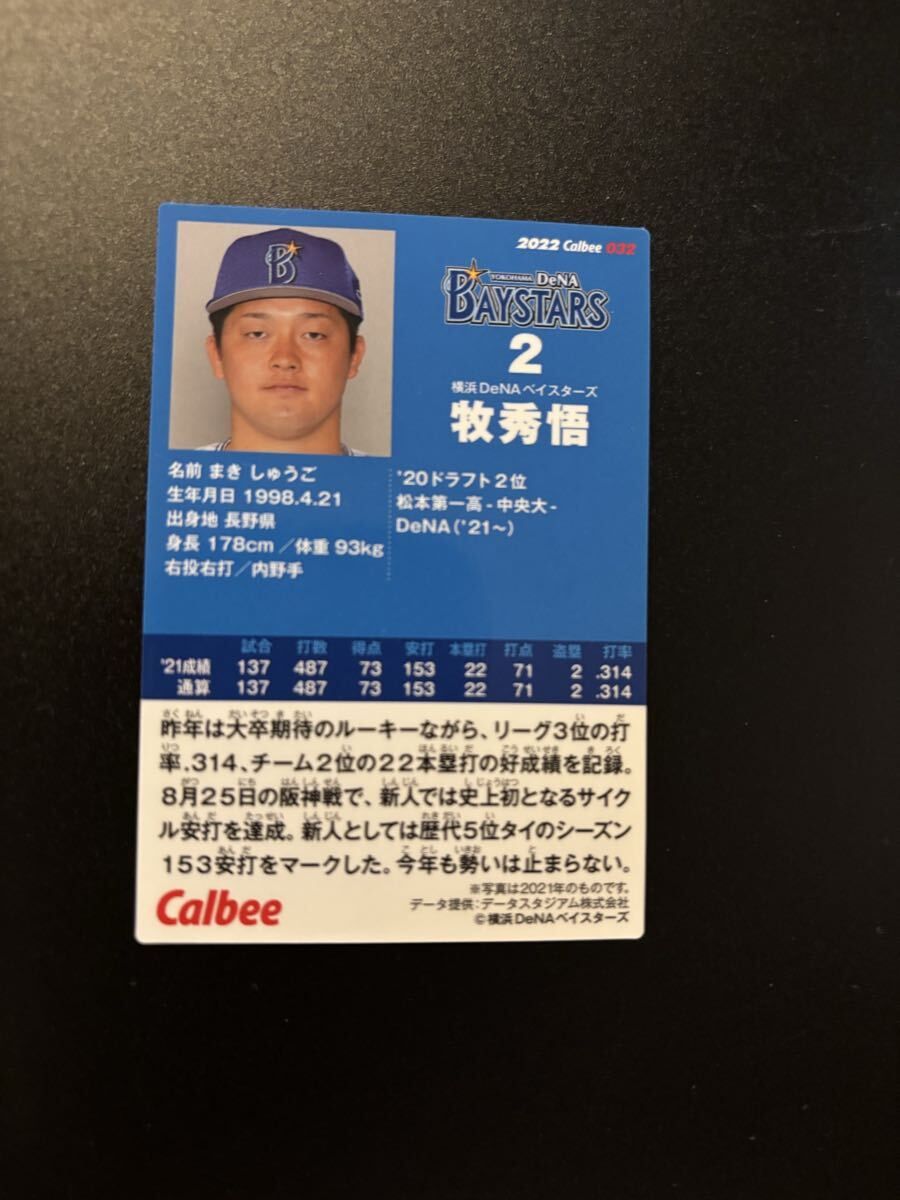 2022 Calbee 032
YOKOHAMA DeNA
BAYSTARS
2
横浜DeNAベイスターズ
牧秀悟
名前 まき しゅうご
生年月日 1998.4.21
出身地 長野県
身長 178cm／体重 93kg
右投右打／内野手
'20ドラフト2位
松本第一高-中央大-
DeNA('21〜)
試合 打数 得点 安打 本塁打 打点 盗塁 打率
'21成績 137 487 73 153 22 71 2 .314
通算 137 487 73 153 22 71 2 .314
昨年は大卒期待のルーキーながら、リーグ3位の打
率.314、チーム2位の22本塁打の好成績を記録。
8月25日の阪神戦で、新人では史上初となるサイク
ル安打を達成。新人としては歴代5位タイのシーズン
153安打をマークした。今年も勢いは止まらない。
※写真は2021年のものです。
データ提供:データスタジアム株式会社
©横浜DeNAベイスターズ
Calbee